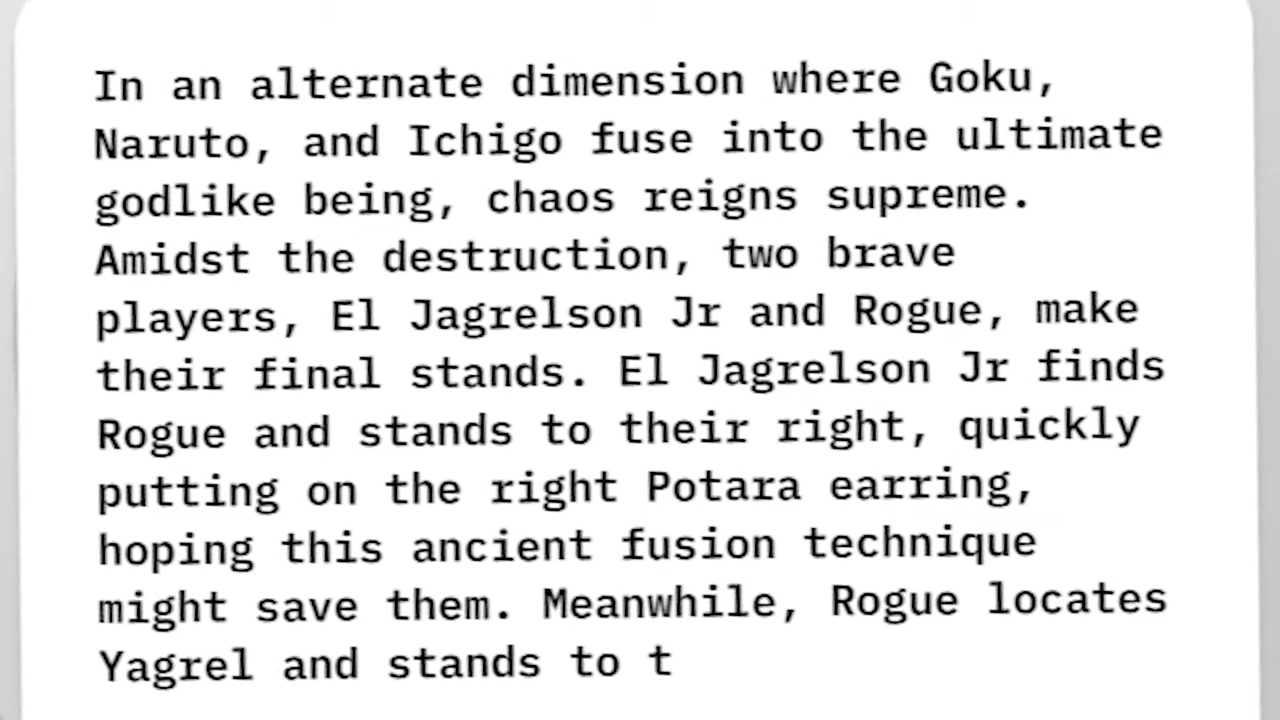 In an alternate dimension where Goku,
Naruto, and Ichigo fuse into the ultimate
godlike being, chaos reigns supreme.
Amidst the destruction, two brave
players, El Jagrelson Jr and Rogue, make
their final stands. El Jagrelson Jr finds
Rogue and stands to their right, quickly
putting on the right Potara earring,
hoping this ancient fusion technique
might save them. Meanwhile, Rogue locates
Yagrel and stands to t